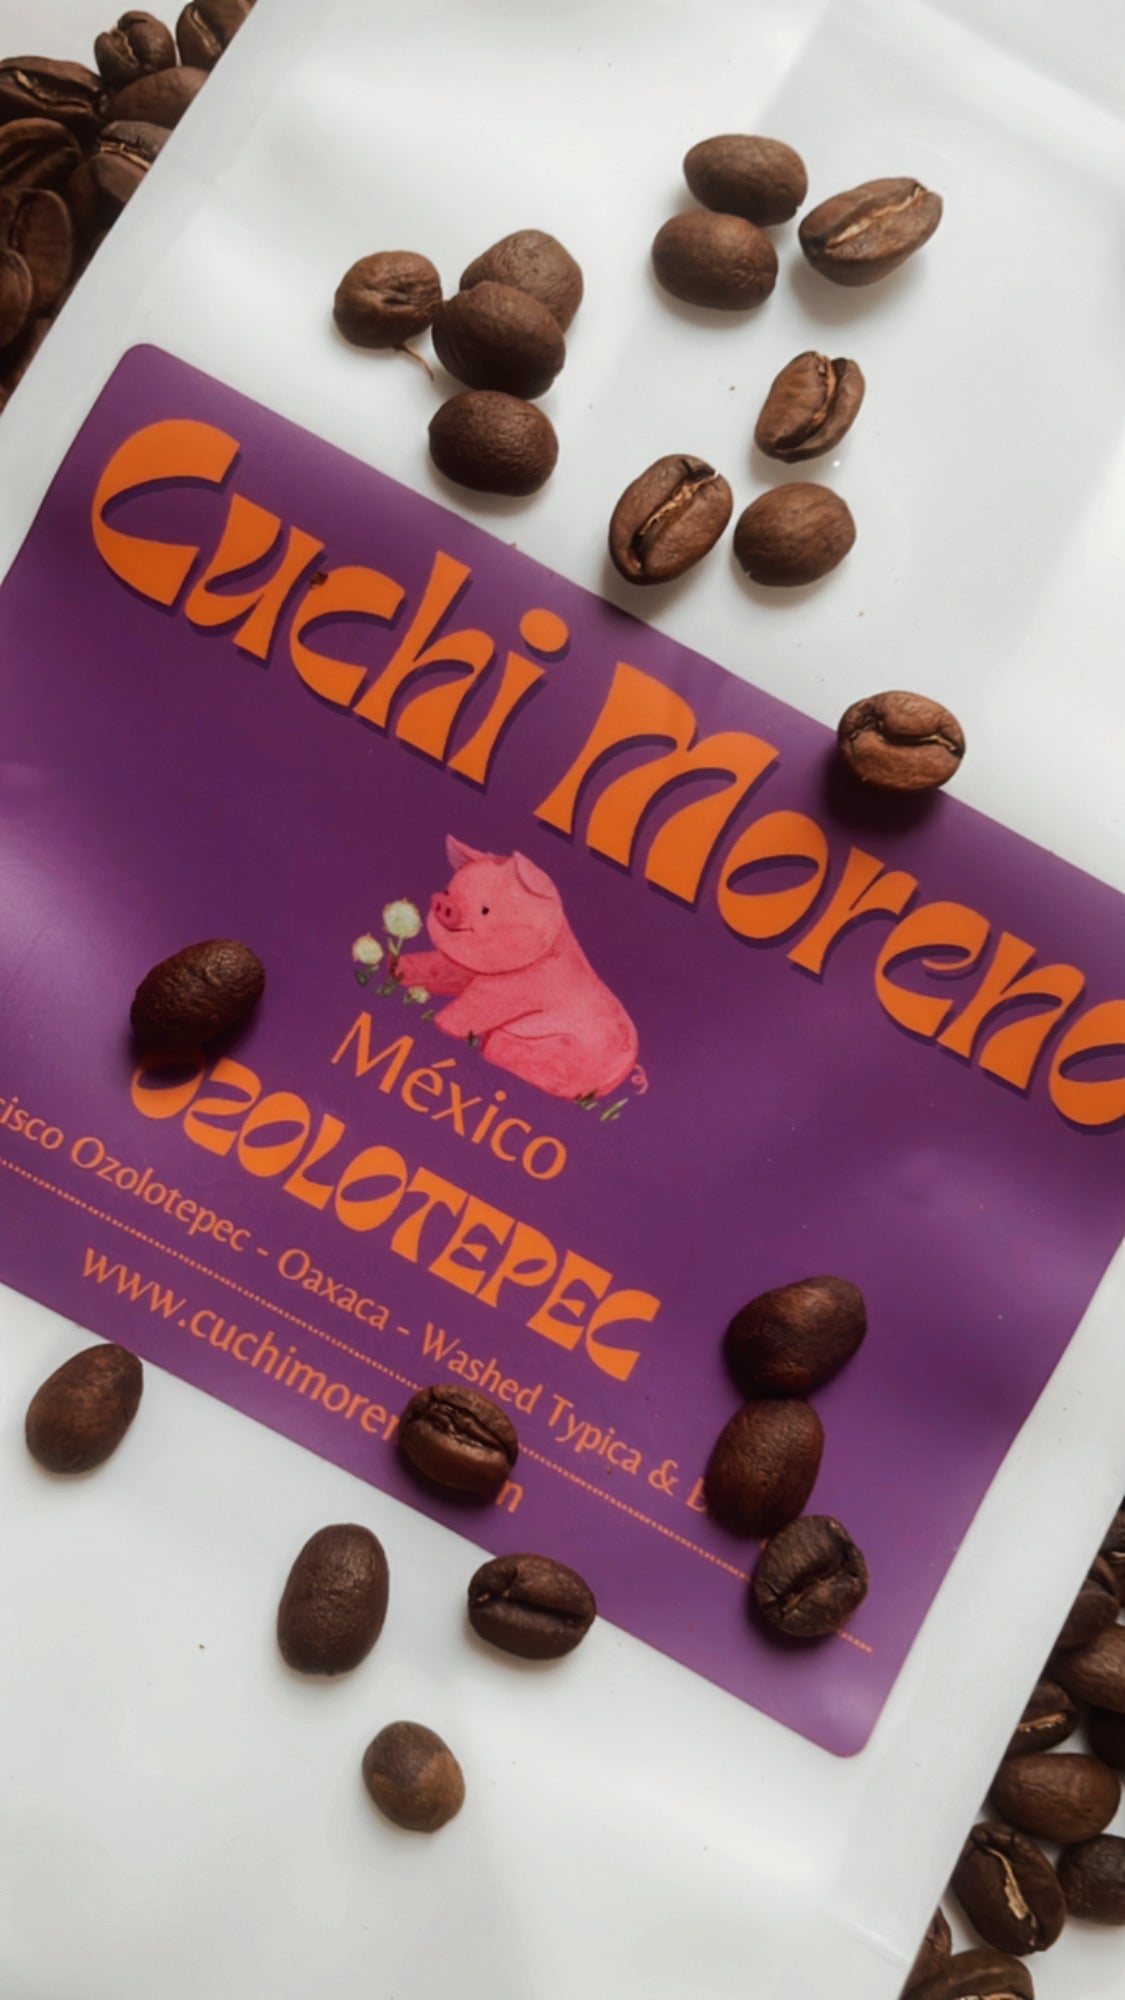 Cuchi Moreno
México
OZOLOTEPEC
cisco Ozolotepec - Oaxaca - Washed Typica & B
www.cuchimoren n